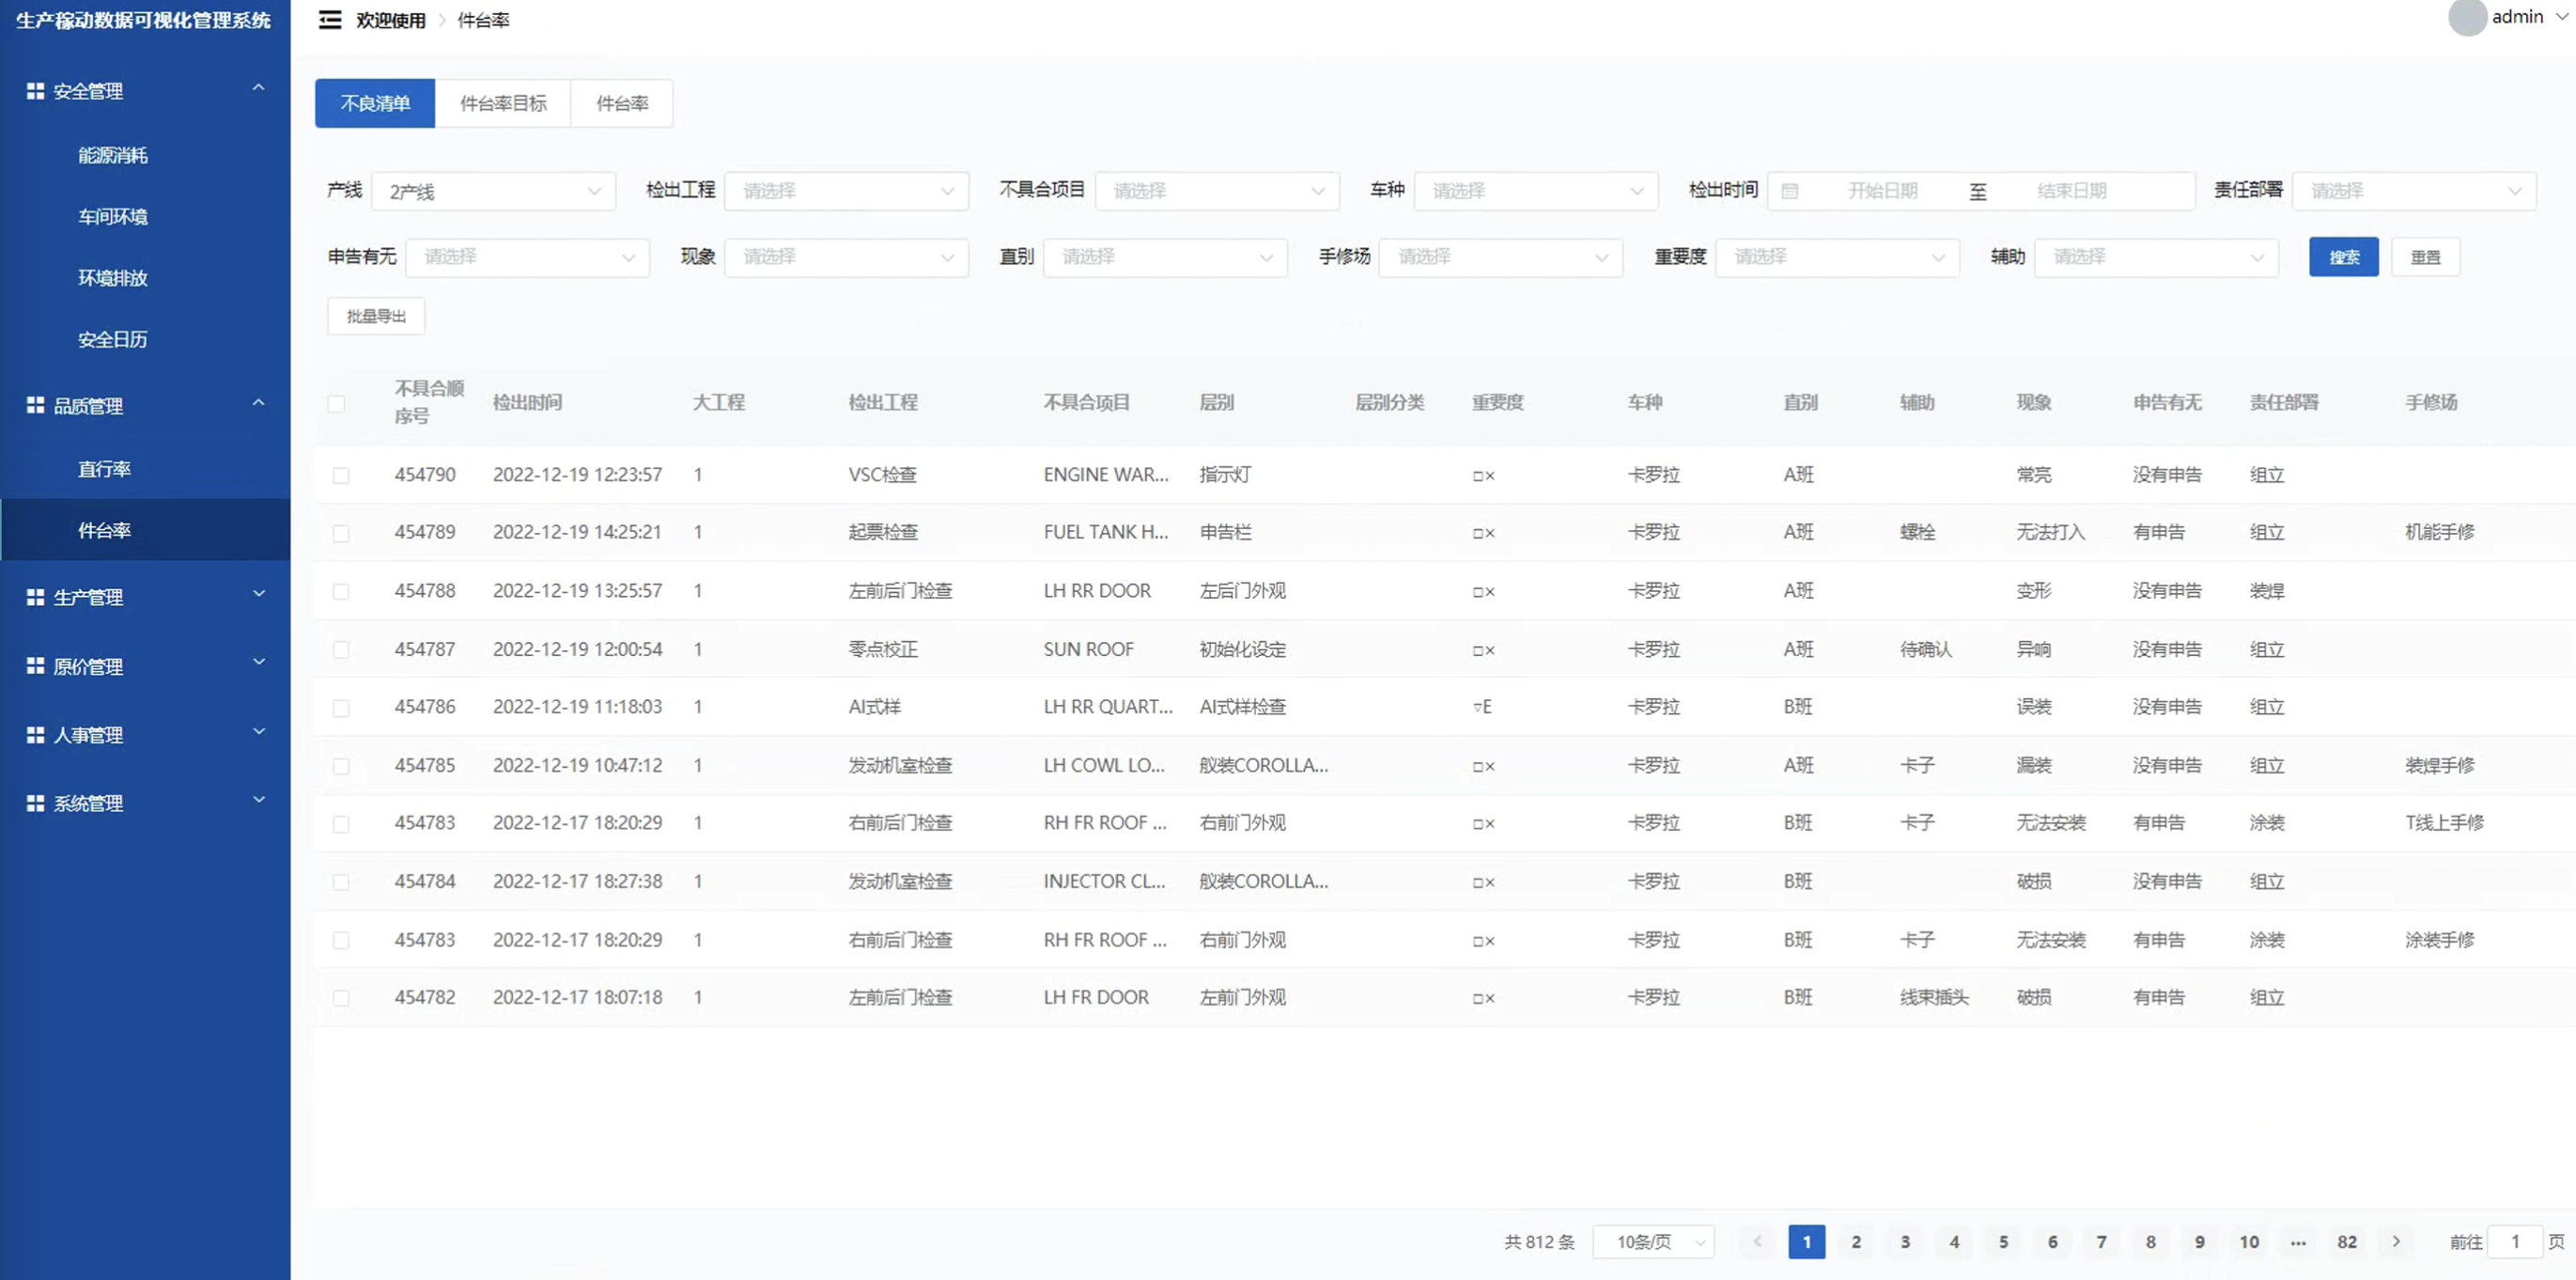 生产稼动数据可视化管理系统
欢迎使用 > 件台率
admin
安全管理
能源消耗
车间环境
环境排放
安全日历
品质管理
直行率
件台率
生产管理
原价管理
人事管理
系统管理
不良清单 件台率目标 件台率
产线 2产线 检出工程 请选择 不具合项目 请选择 车种 请选择 检出时间 开始日期 至 结束日期 责任部署 请选择
申告有无 请选择 现象 请选择 直别 请选择 手修场 请选择 重要度 请选择 辅助 请选择 搜索 重置
批量导出
不具合顺序号 检出时间 大工程 检出工程 不具合项目 层别 层别分类 重要度 车种 直别 辅助 现象 申告有无 责任部署 手修场
454790 2022-12-19 12:23:57 1 VSC检查 ENGINE WAR... 指示灯 □× 卡罗拉 A班 常亮 没有申告 组立
454789 2022-12-19 14:25:21 1 起票检查 FUEL TANK H... 申告栏 □× 卡罗拉 A班 螺栓 无法打入 有申告 组立 机能手修
454788 2022-12-19 13:25:57 1 左前后门检查 LH RR DOOR 左后门外观 □× 卡罗拉 A班 变形 没有申告 装焊
454787 2022-12-19 12:00:54 1 零点校正 SUN ROOF 初始化设定 □× 卡罗拉 A班 待确认 异响 没有申告 组立
454786 2022-12-19 11:18:03 1 AI式样 LH RR QUART... AI式样检查 ▿E 卡罗拉 B班 误装 没有申告 组立
454785 2022-12-19 10:47:12 1 发动机室检查 LH COWL LO... 舣装COROLLA... □× 卡罗拉 A班 卡子 漏装 没有申告 组立 装焊手修
454783 2022-12-17 18:20:29 1 右前后门检查 RH FR ROOF ... 右前门外观 □× 卡罗拉 B班 卡子 无法安装 有申告 涂装 T线上手修
454784 2022-12-17 18:27:38 1 发动机室检查 INJECTOR CL... 舣装COROLLA... □× 卡罗拉 B班 破损 没有申告 组立
454783 2022-12-17 18:20:29 1 右前后门检查 RH FR ROOF ... 右前门外观 □× 卡罗拉 B班 卡子 无法安装 有申告 涂装 涂装手修
454782 2022-12-17 18:07:18 1 左前后门检查 LH FR DOOR 左前门外观 □× 卡罗拉 B班 线束插头 破损 有申告 组立
共 812 条 10条/页 < 1 2 3 4 5 6 7 8 9 10 ... 82 > 前往 1 页